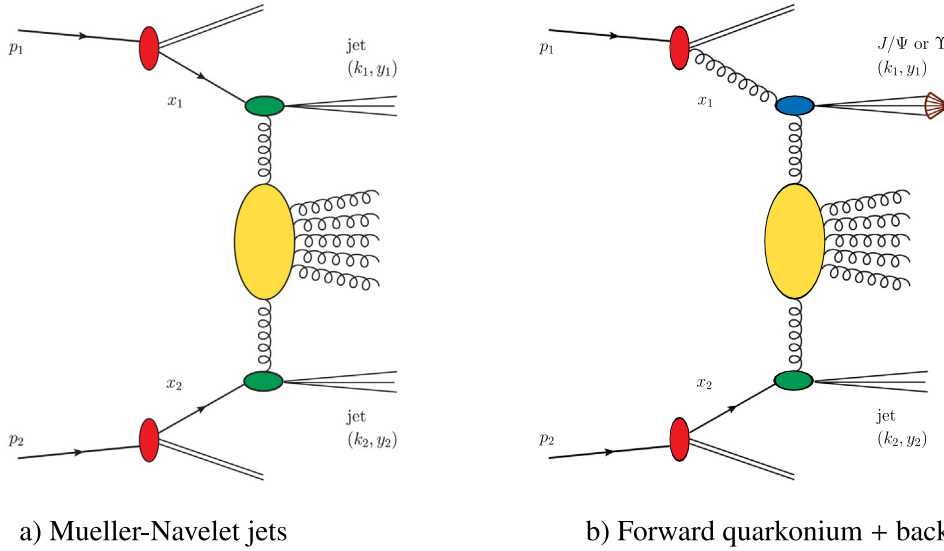 p₁
jet
(k₁, y₁)
x₁
x₂
jet
(k₂, y₂)
p₂
a) Mueller-Navelet jets
p₁
J/Ψ or Υ
(k₁, y₁)
x₁
x₂
jet
(k₂, y₂)
p₂
b) Forward quarkonium + back